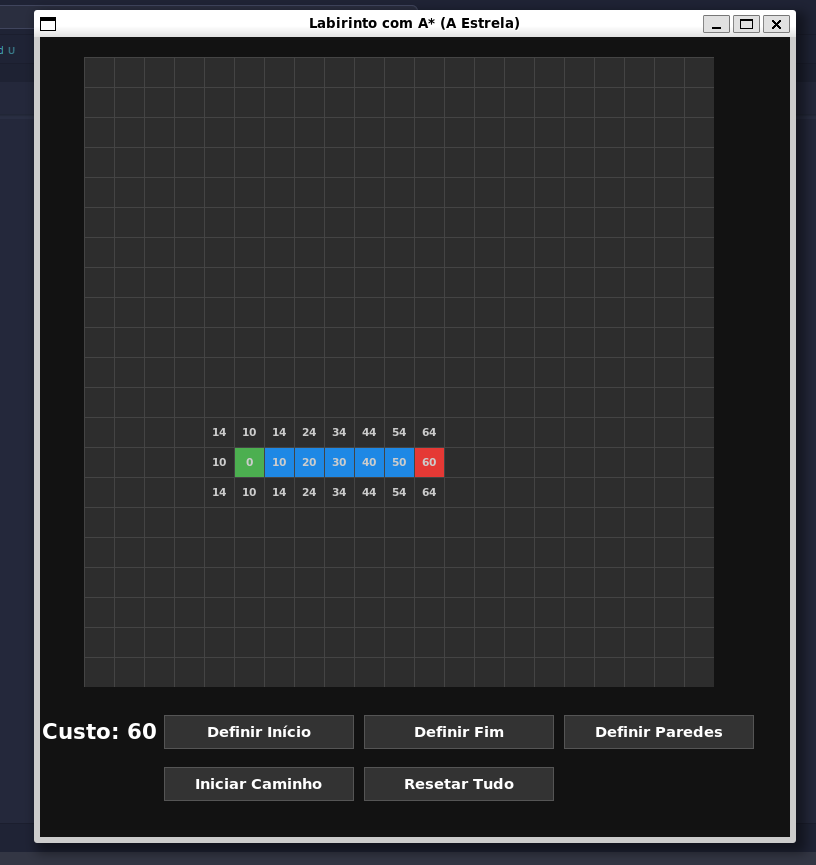 d U
Labirinto com A* (A Estrela)
14 10 14 24 34 44 54 64
10 0 10 20 30 40 50 60
14 10 14 24 34 44 54 64
Custo: 60 Definir Início Definir Fim Definir Paredes
Iniciar Caminho Resetar Tudo